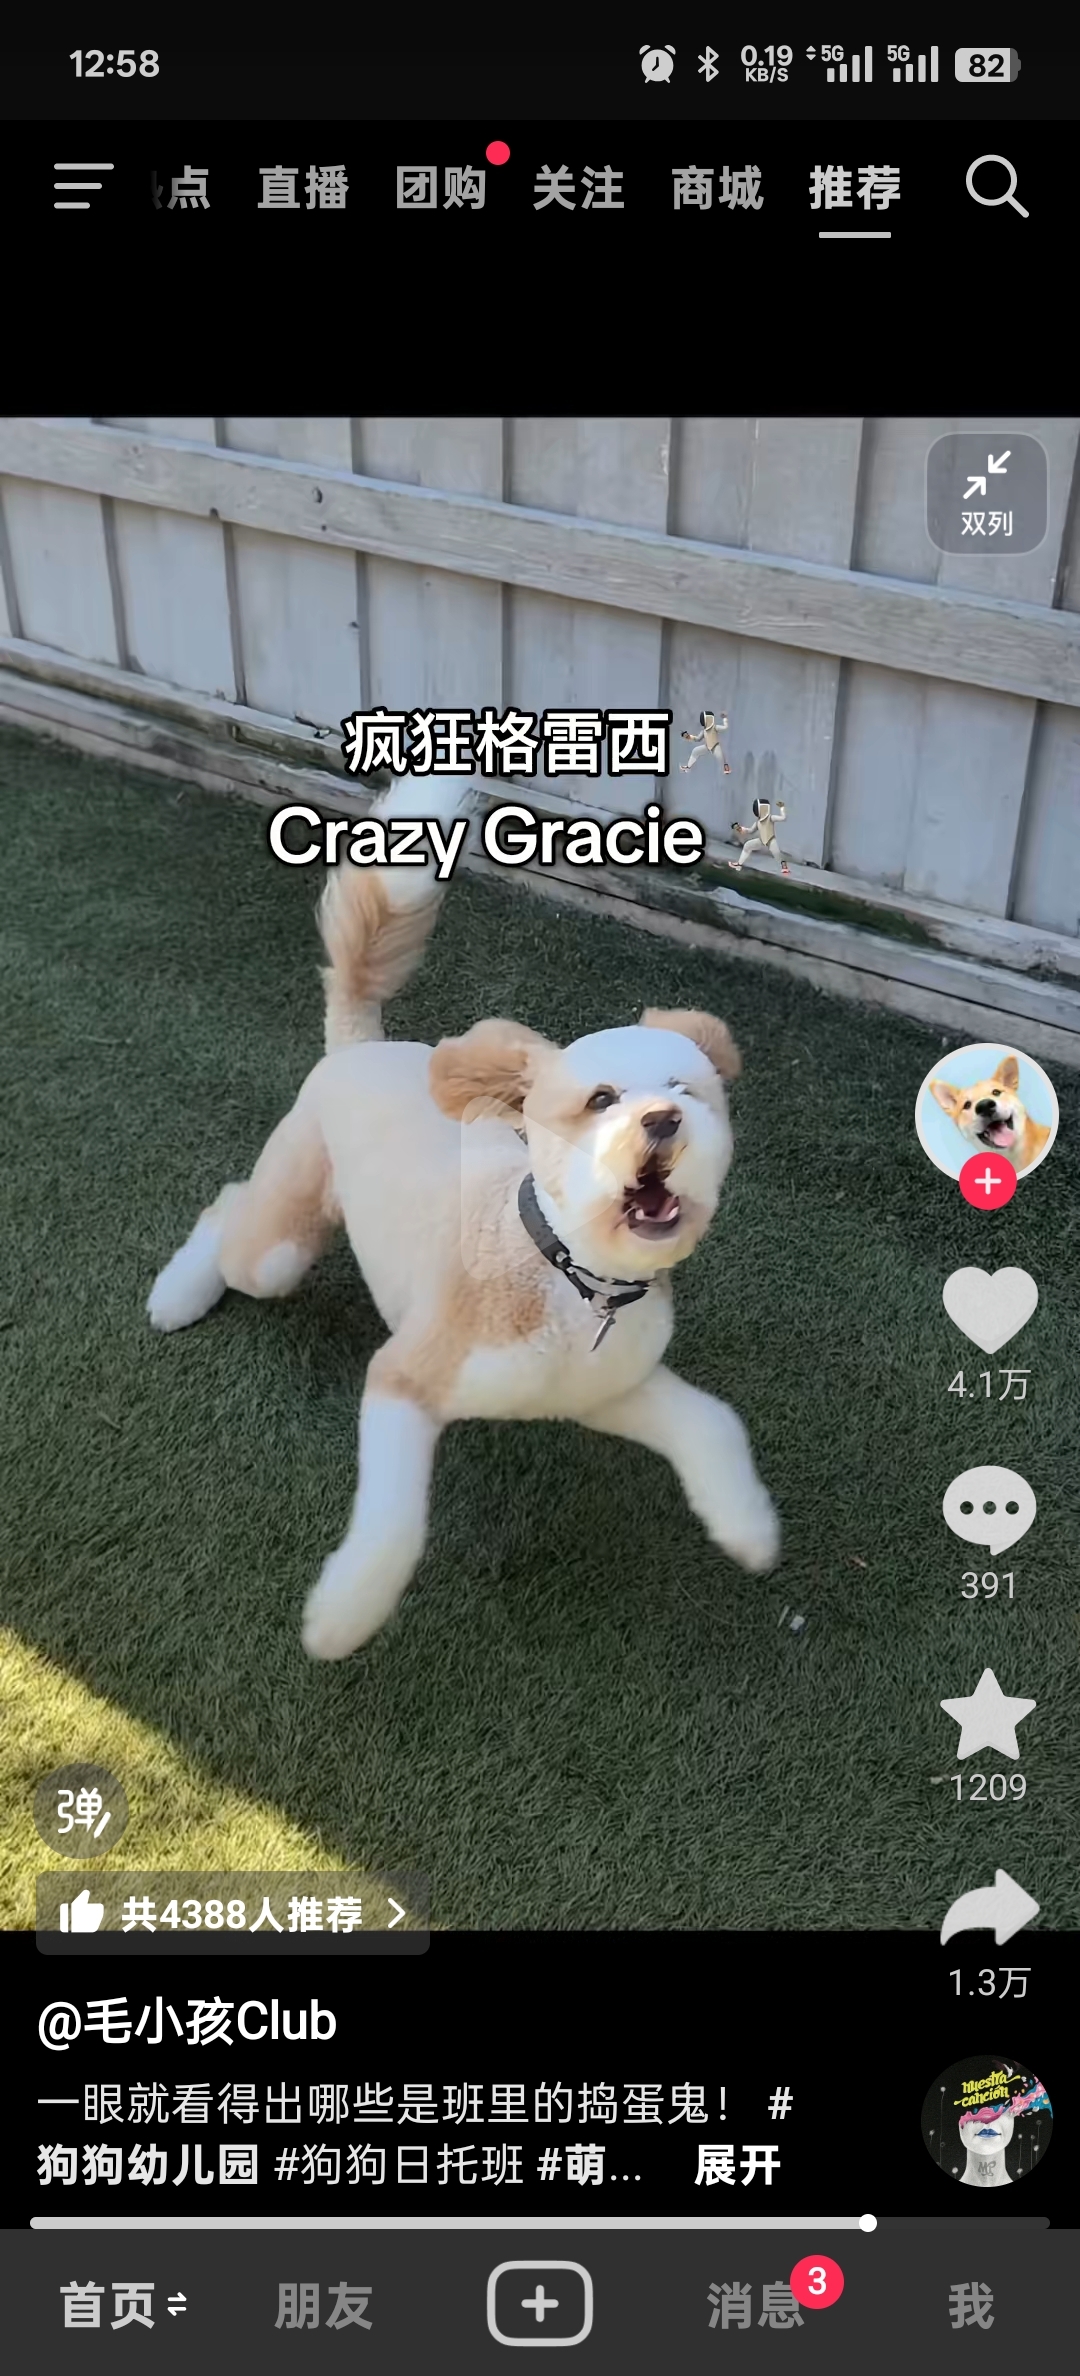 12:58
0.19
KB/S
5G
5G
82
点
直播
团购
关注
商城
推荐
双列
疯狂格雷西
Crazy Gracie
4.1万
391
1209
弹
共4388人推荐
1.3万
@毛小孩Club
一眼就看得出哪些是班里的捣蛋鬼！ #
狗狗幼儿园 #狗狗日托班 #萌... 展开
nuestra
canción
首页
朋友
消息
3
我